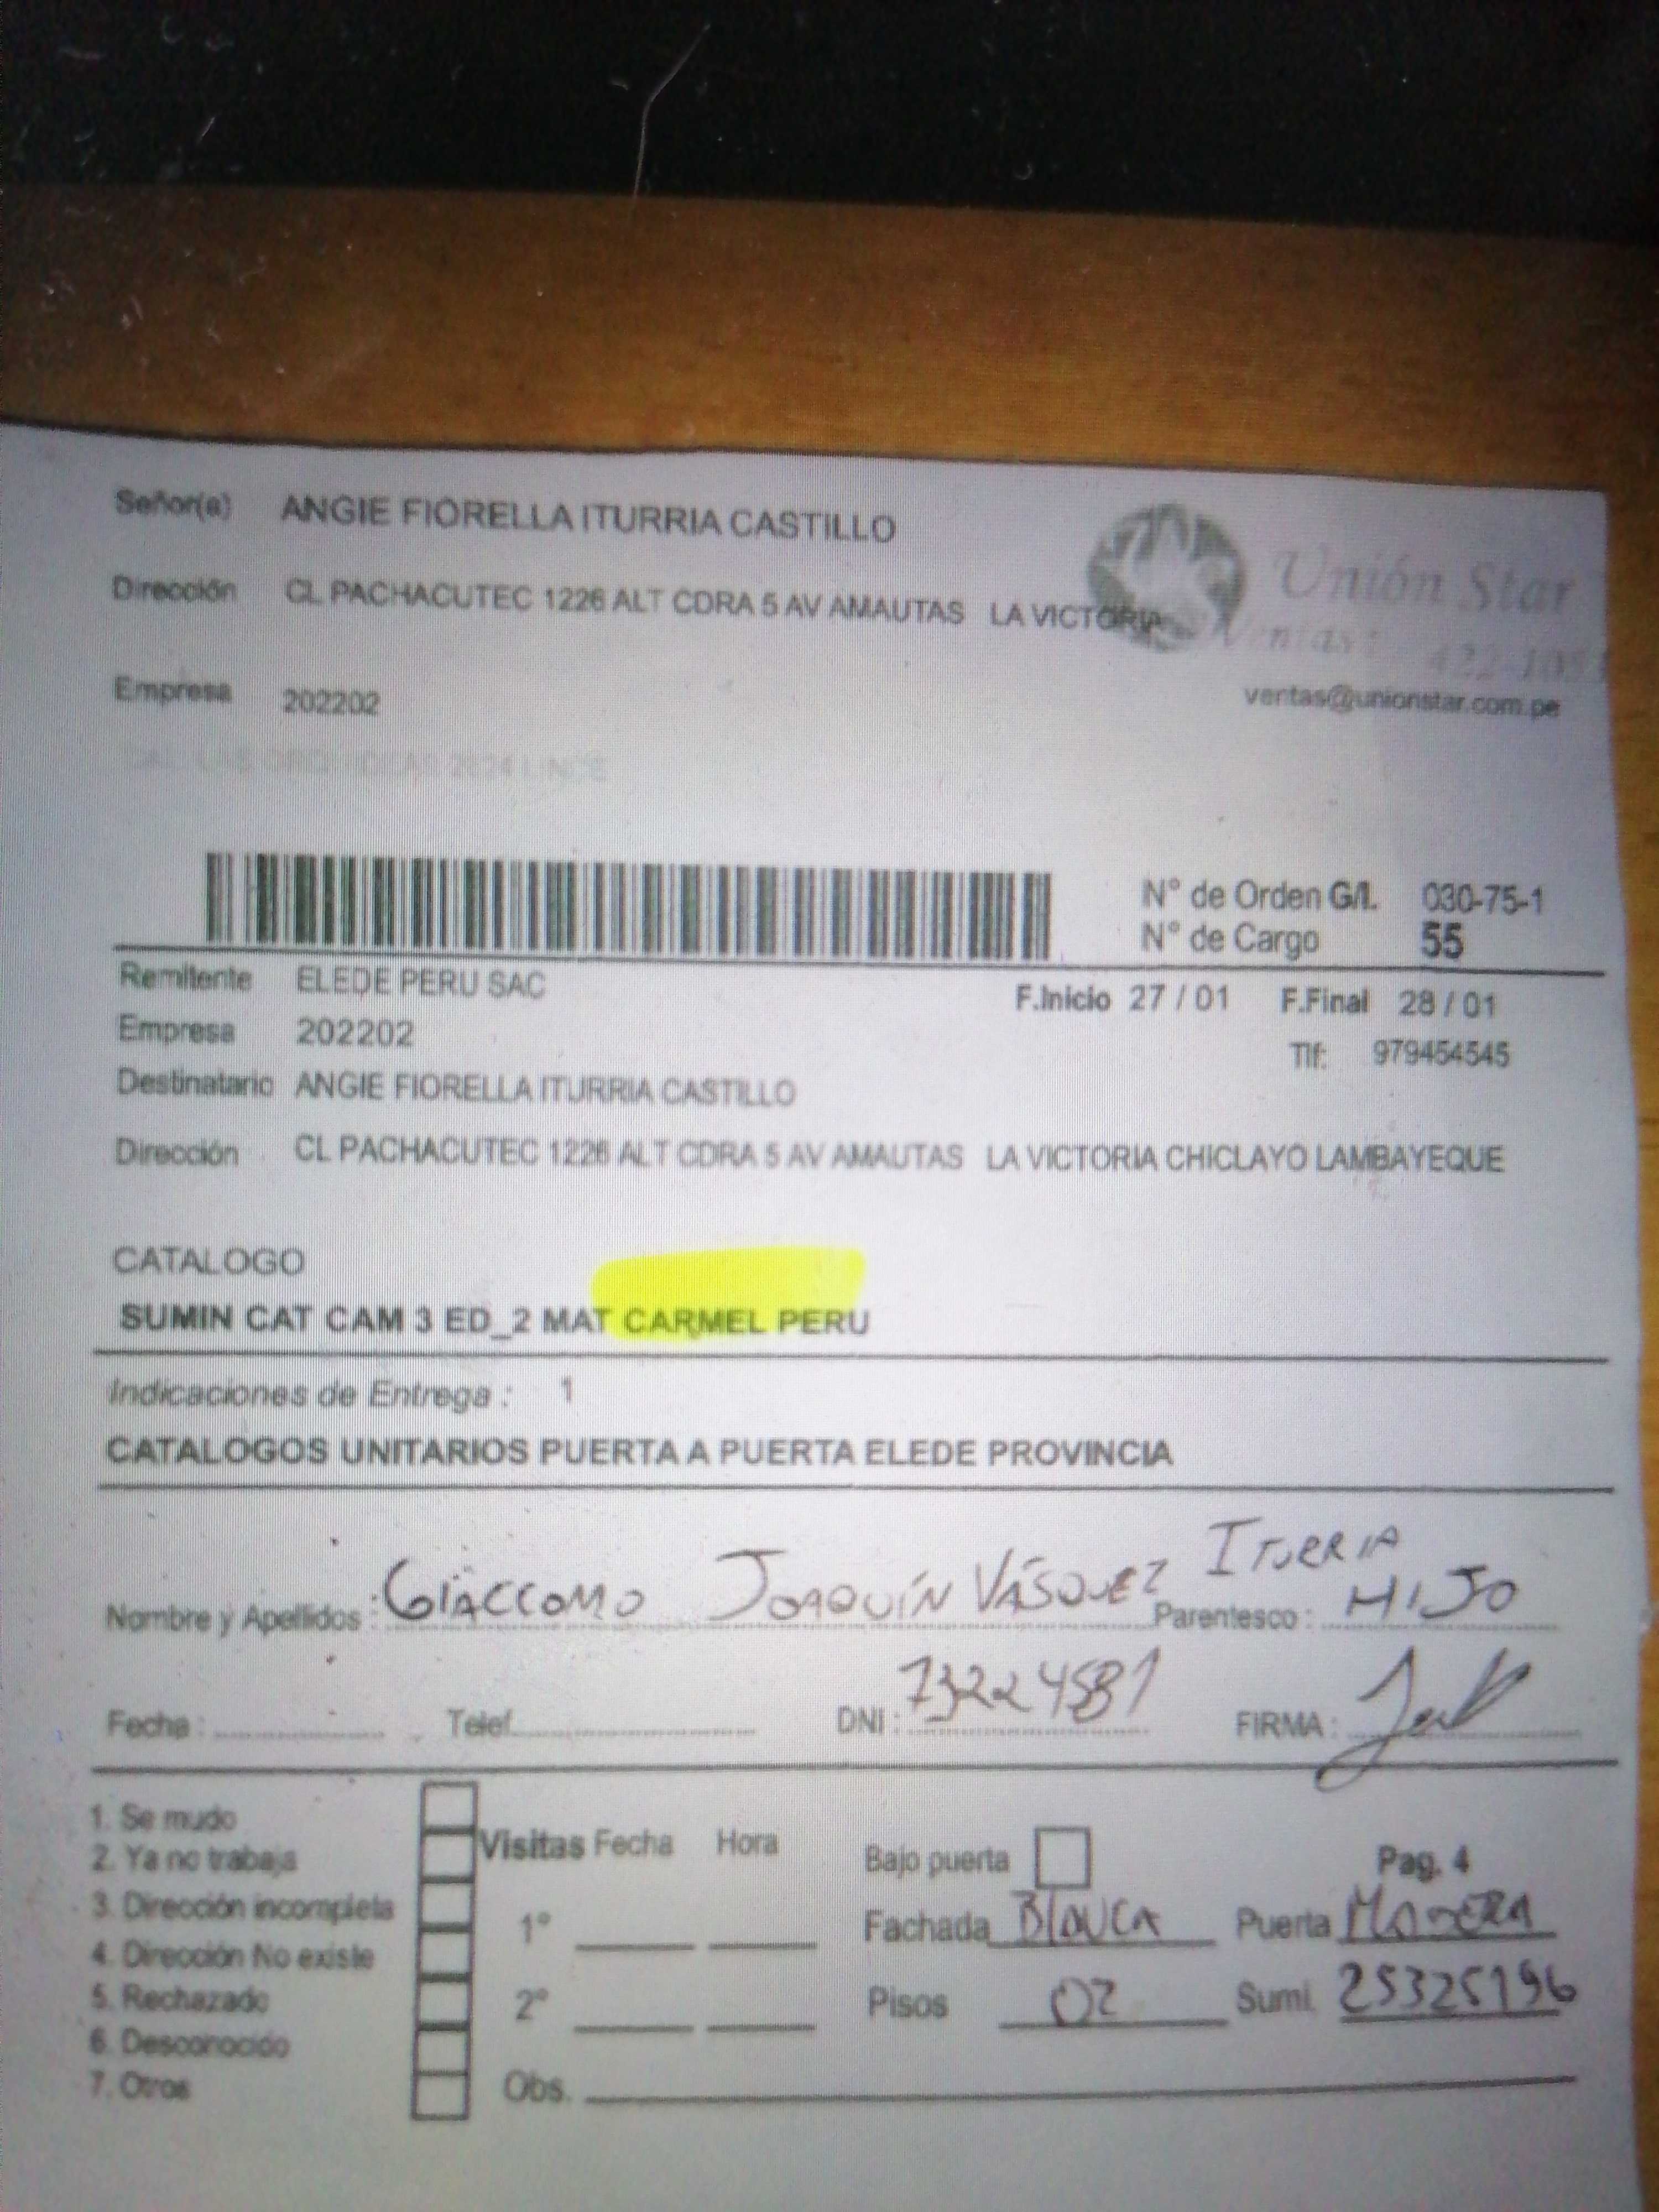 Señor(a) ANGIE FIORELLA ITURRIA CASTILLO
Unión Star
Dirección CL PACHACUTEC 1226 ALT CDRA 5 AV AMAUTAS LA VICTORIA
Ventas:
Empresa 202202
ventas@unionstar.com.pe
N° de Orden G/L 030-75-1
N° de Cargo 55
Remitente ELEDE PERU SAC
F.Inicio 27 / 01 F.Final 28 / 01
Empresa 202202
Tlf: 979454545
Destinatario ANGIE FIORELLA ITURRIA CASTILLO
Dirección CL PACHACUTEC 1226 ALT CDRA 5 AV AMAUTAS LA VICTORIA CHICLAYO LAMBAYEQUE
CATALOGO
SUMIN CAT CAM 3 ED_2 MAT CARMEL PERU
Indicaciones de Entrega : 1
CATALOGOS UNITARIOS PUERTA A PUERTA ELEDE PROVINCIA
Nombre y Apellidos : GIACCOMO JOAQUÍN VÁSQUEZ ITURRIA Parentesco : HIJO
Fecha : Telef. DNI : 73224581 FIRMA :
1. Se mudo
2. Ya no trabaja
3. Dirección incompleta
4. Dirección No existe
5. Rechazado
6. Desconocido
7. Otros
Visitas Fecha Hora
1°
2°
Obs.
Bajo puerta Pag. 4
Fachada BLANCA Puerta MADERA
Pisos 02 Sumi. 25325196